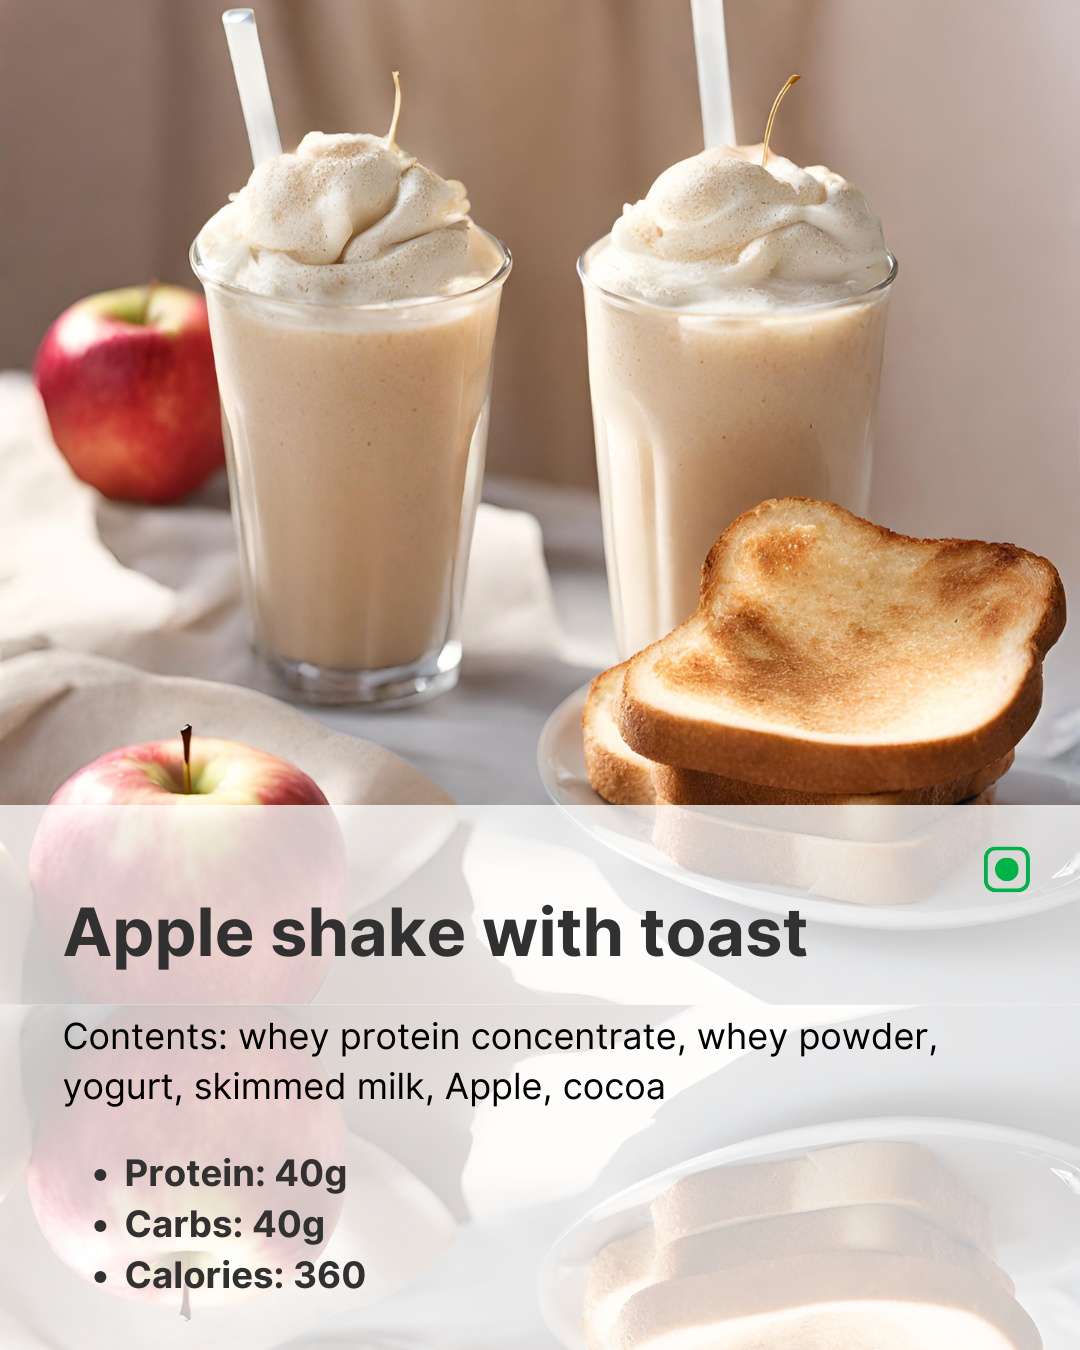 Apple shake with toast
Contents: whey protein concentrate, whey powder,
yogurt, skimmed milk, Apple, cocoa
• Protein: 40g
• Carbs: 40g
• Calories: 360